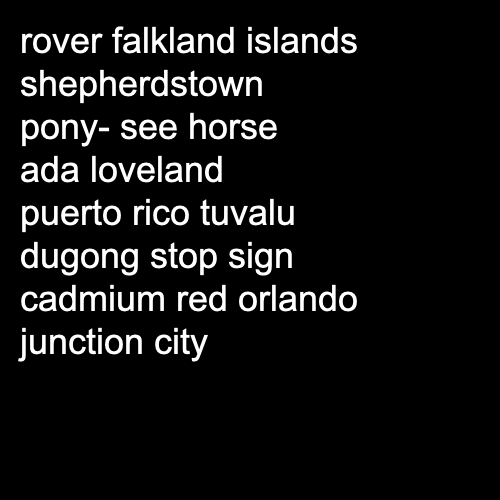 rover falkland islands
shepherdstown
pony- see horse
ada loveland
puerto rico tuvalu
dugong stop sign
cadmium red orlando
junction city